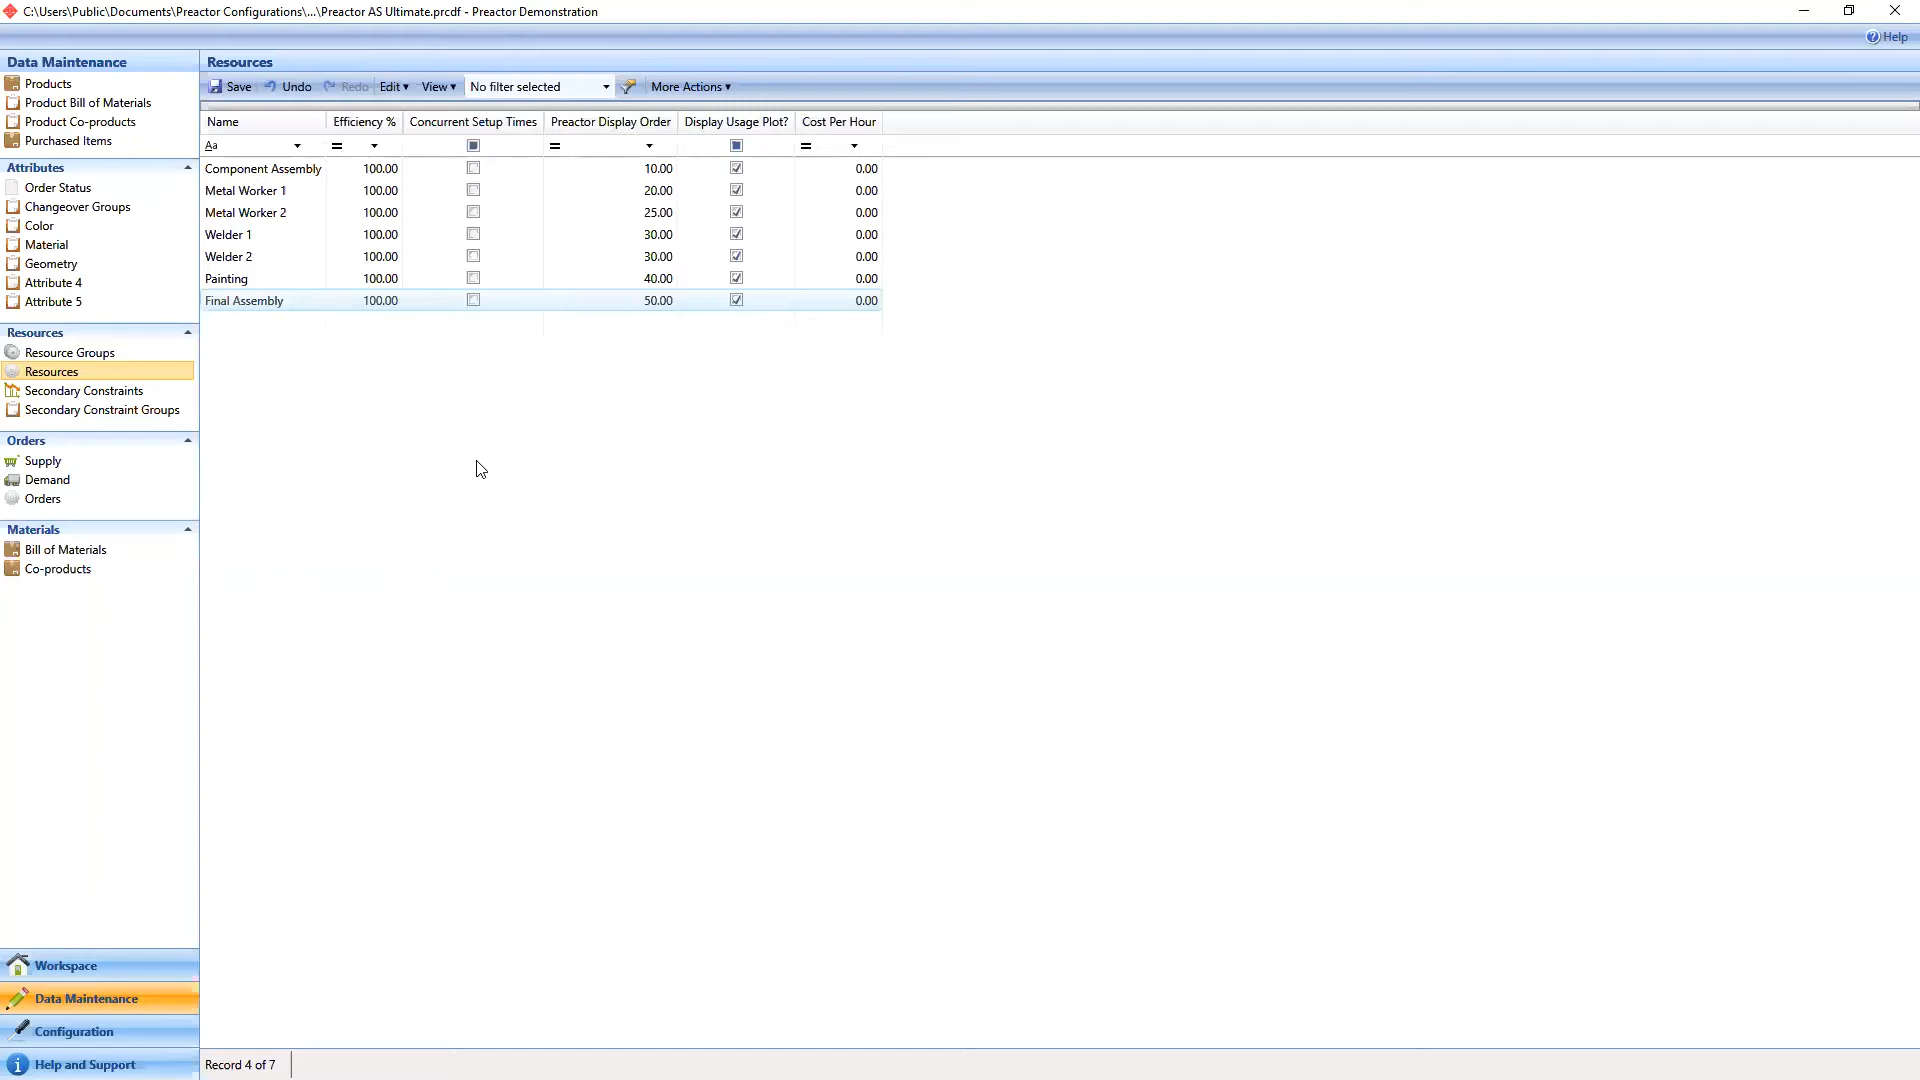 C:\Users\Public\Documents\Preactor Configurations\...\Preactor AS Ultimate.prcdf - Preactor Demonstration
Help
Data Maintenance
Products
Product Bill of Materials
Product Co-products
Purchased Items
Attributes
Order Status
Changeover Groups
Color
Material
Geometry
Attribute 4
Attribute 5
Resources
Resource Groups
Resources
Secondary Constraints
Secondary Constraint Groups
Orders
Supply
Demand
Orders
Materials
Bill of Materials
Co-products
Workspace
Data Maintenance
Configuration
Help and Support
Resources
Save Undo Redo Edit View No filter selected More Actions
Name Efficiency % Concurrent Setup Times Preactor Display Order Display Usage Plot? Cost Per Hour
Aa = = =
Component Assembly 100.00 10.00 0.00
Metal Worker 1 100.00 20.00 0.00
Metal Worker 2 100.00 25.00 0.00
Welder 1 100.00 30.00 0.00
Welder 2 100.00 30.00 0.00
Painting 100.00 40.00 0.00
Final Assembly 100.00 50.00 0.00
Record 4 of 7